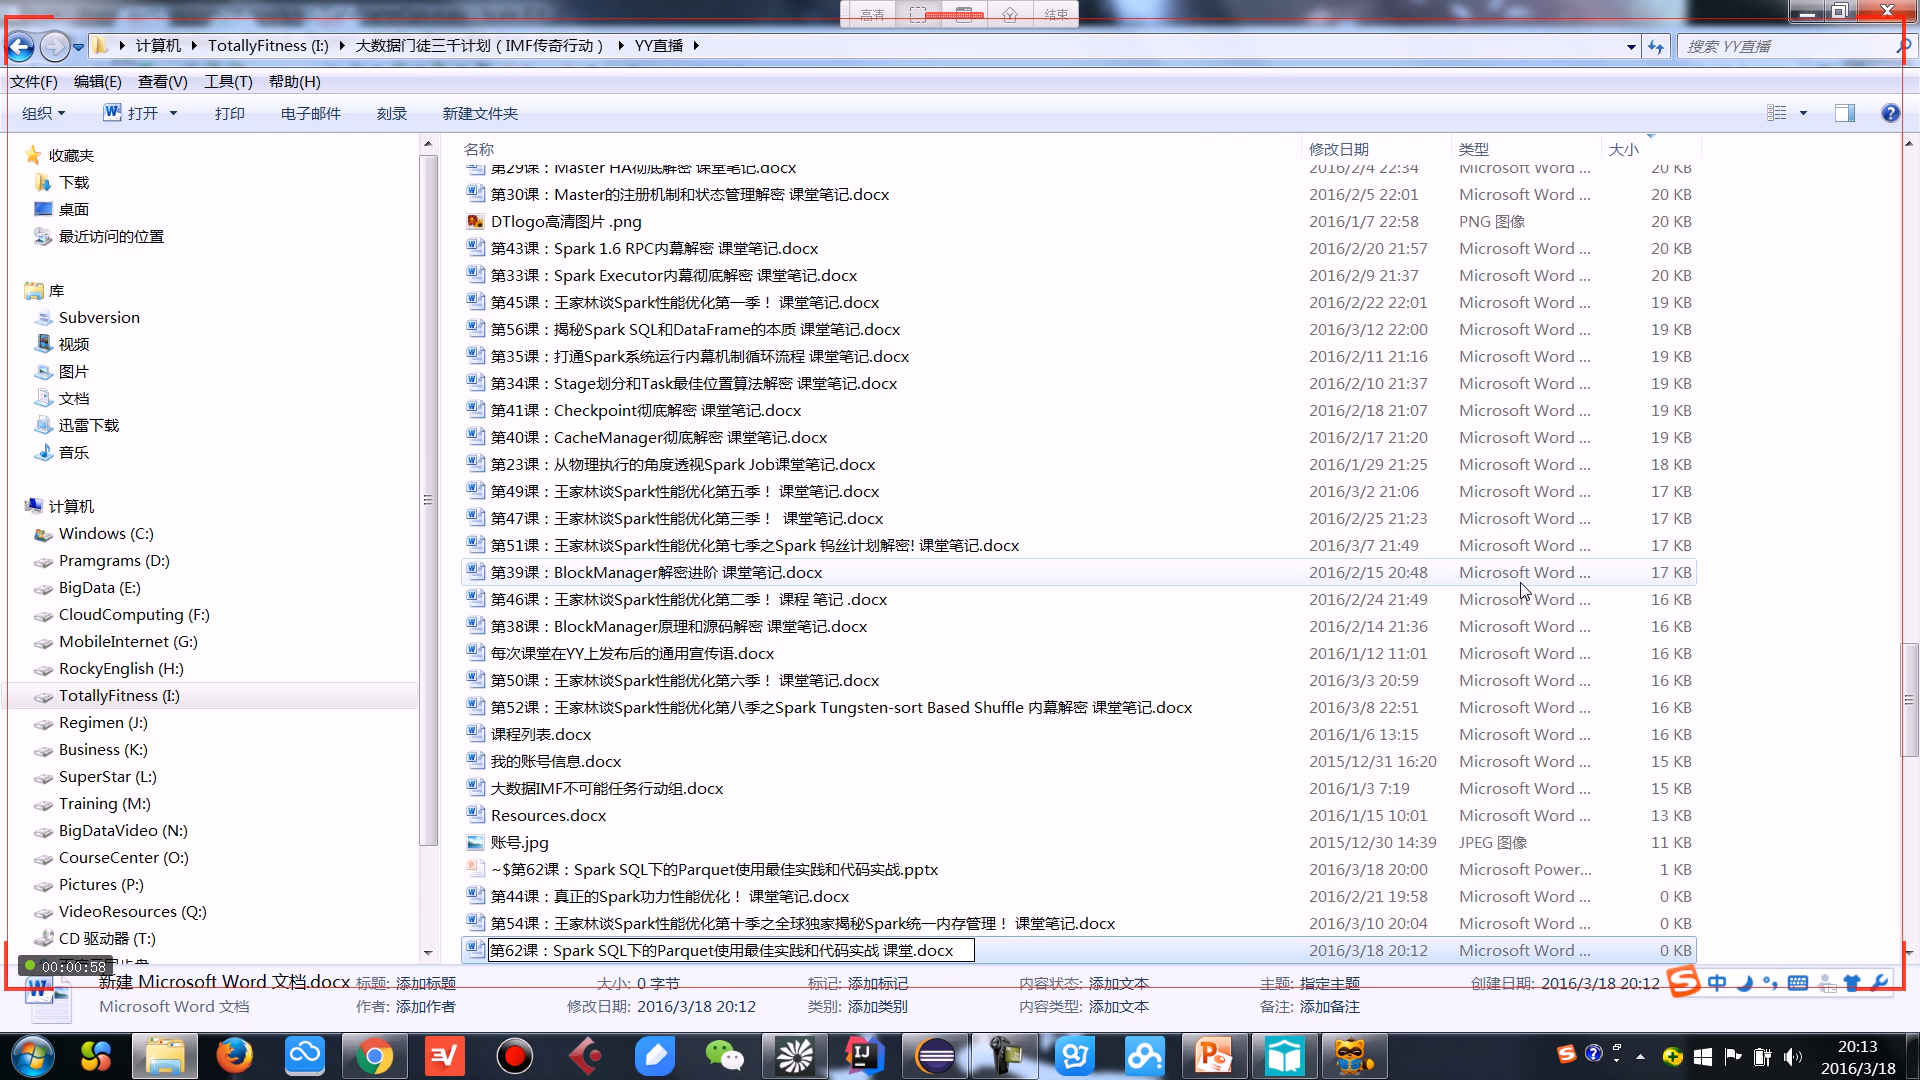 高清 结束
计算机 TotallyFitness (I:) 大数据门徒三千计划（IMF传奇行动） YY直播 搜索 YY直播
文件(F) 编辑(E) 查看(V) 工具(T) 帮助(H)
组织 打开 打印 电子邮件 刻录 新建文件夹
收藏夹
下载
桌面
最近访问的位置
库
Subversion
视频
图片
文档
迅雷下载
音乐
计算机
Windows (C:)
Pramgrams (D:)
BigData (E:)
CloudComputing (F:)
MobileInternet (G:)
RockyEnglish (H:)
TotallyFitness (I:)
Regimen (J:)
Business (K:)
SuperStar (L:)
Training (M:)
BigDataVideo (N:)
CourseCenter (O:)
Pictures (P:)
VideoResources (Q:)
CD 驱动器 (T:)
名称 修改日期 类型 大小
第29课：Master HA彻底解密 课堂笔记.docx 2016/2/4 22:34 Microsoft Word ... 20 KB
第30课：Master的注册机制和状态管理解密 课堂笔记.docx 2016/2/5 22:01 Microsoft Word ... 20 KB
DTlogo高清图片 .png 2016/1/7 22:58 PNG 图像 20 KB
第43课：Spark 1.6 RPC内幕解密 课堂笔记.docx 2016/2/20 21:57 Microsoft Word ... 20 KB
第33课：Spark Executor内幕彻底解密 课堂笔记.docx 2016/2/9 21:37 Microsoft Word ... 20 KB
第45课：王家林谈Spark性能优化第一季！ 课堂笔记.docx 2016/2/22 22:01 Microsoft Word ... 19 KB
第56课：揭秘Spark SQL和DataFrame的本质 课堂笔记.docx 2016/3/12 22:00 Microsoft Word ... 19 KB
第35课：打通Spark系统运行内幕机制循环流程 课堂笔记.docx 2016/2/11 21:16 Microsoft Word ... 19 KB
第34课：Stage划分和Task最佳位置算法解密 课堂笔记.docx 2016/2/10 21:37 Microsoft Word ... 19 KB
第41课：Checkpoint彻底解密 课堂笔记.docx 2016/2/18 21:07 Microsoft Word ... 19 KB
第40课：CacheManager彻底解密 课堂笔记.docx 2016/2/17 21:20 Microsoft Word ... 19 KB
第23课：从物理执行的角度透视Spark Job课堂笔记.docx 2016/1/29 21:25 Microsoft Word ... 18 KB
第49课：王家林谈Spark性能优化第五季！ 课堂笔记.docx 2016/3/2 21:06 Microsoft Word ... 17 KB
第47课：王家林谈Spark性能优化第三季！ 课堂笔记.docx 2016/2/25 21:23 Microsoft Word ... 17 KB
第51课：王家林谈Spark性能优化第七季之Spark 钨丝计划解密! 课堂笔记.docx 2016/3/7 21:49 Microsoft Word ... 17 KB
第39课：BlockManager解密进阶 课堂笔记.docx 2016/2/15 20:48 Microsoft Word ... 17 KB
第46课：王家林谈Spark性能优化第二季！ 课程 笔记 .docx 2016/2/24 21:49 Microsoft Word ... 16 KB
第38课：BlockManager原理和源码解密 课堂笔记.docx 2016/2/14 21:36 Microsoft Word ... 16 KB
每次课堂在YY上发布后的通用宣传语.docx 2016/1/12 11:01 Microsoft Word ... 16 KB
第50课：王家林谈Spark性能优化第六季！ 课堂笔记.docx 2016/3/3 20:59 Microsoft Word ... 16 KB
第52课：王家林谈Spark性能优化第八季之Spark Tungsten-sort Based Shuffle 内幕解密 课堂笔记.docx 2016/3/8 22:51 Microsoft Word ... 16 KB
课程列表.docx 2016/1/6 13:15 Microsoft Word ... 16 KB
我的账号信息.docx 2015/12/31 16:20 Microsoft Word ... 15 KB
大数据IMF不可能任务行动组.docx 2016/1/3 7:19 Microsoft Word ... 15 KB
Resources.docx 2016/1/15 10:01 Microsoft Word ... 13 KB
账号.jpg 2015/12/30 14:39 JPEG 图像 11 KB
~$第62课：Spark SQL下的Parquet使用最佳实践和代码实战.pptx 2016/3/18 20:00 Microsoft Power... 1 KB
第44课：真正的Spark功力性能优化！ 课堂笔记.docx 2016/2/21 19:58 Microsoft Word ... 0 KB
第54课：王家林谈Spark性能优化第十季之全球独家揭秘Spark统一内存管理！ 课堂笔记.docx 2016/3/10 20:04 Microsoft Word ... 0 KB
第62课：Spark SQL下的Parquet使用最佳实践和代码实战 课堂.docx 2016/3/18 20:12 Microsoft Word ... 0 KB
00:00:58
新建 Microsoft Word 文档.docx 标题: 添加标题 大小: 0 字节 标记: 添加标记 内容状态: 添加文本 主题: 指定主题 创建日期: 2016/3/18 20:12 中
Microsoft Word 文档 作者: 添加作者 修改日期: 2016/3/18 20:12 类别: 添加类别 内容类型: 添加文本 备注: 添加备注
20:13
2016/3/18